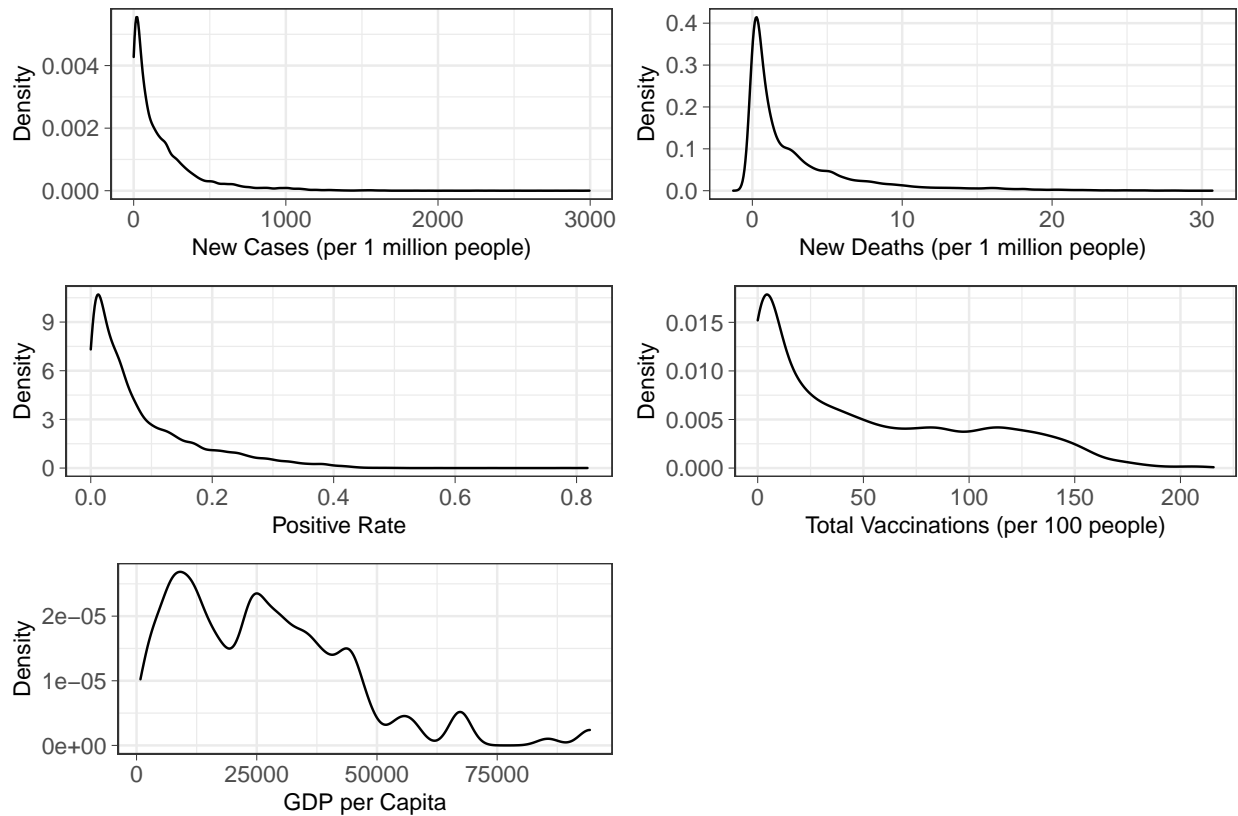 Density
0.004
0.002
0.000
0
1000
2000
3000
New Cases (per 1 million people)
Density
0.4
0.3
0.2
0.1
0.0
0
10
20
30
New Deaths (per 1 million people)
Density
9
6
3
0
0.0
0.2
0.4
0.6
0.8
Positive Rate
Density
0.015
0.010
0.005
0.000
0
50
100
150
200
Total Vaccinations (per 100 people)
Density
2e−05
1e−05
0e+00
0
25000
50000
75000
GDP per Capita